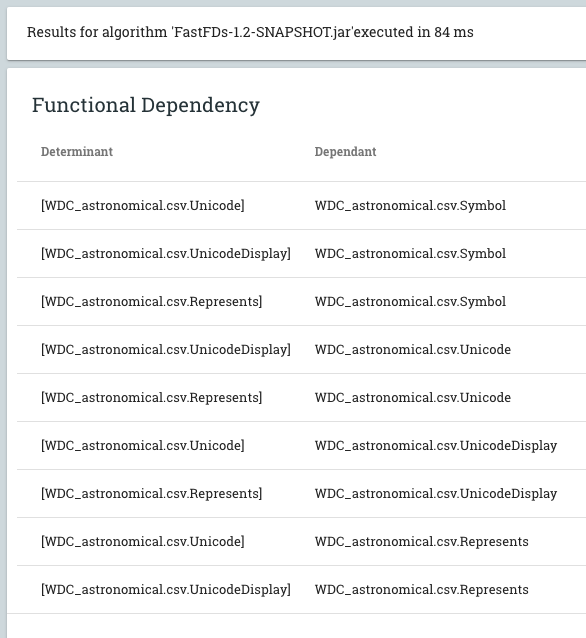 Results for algorithm 'FastFDs-1.2-SNAPSHOT.jar'executed in 84 ms
Functional Dependency
Determinant Dependant
[WDC_astronomical.csv.Unicode] WDC_astronomical.csv.Symbol
[WDC_astronomical.csv.UnicodeDisplay] WDC_astronomical.csv.Symbol
[WDC_astronomical.csv.Represents] WDC_astronomical.csv.Symbol
[WDC_astronomical.csv.UnicodeDisplay] WDC_astronomical.csv.Unicode
[WDC_astronomical.csv.Represents] WDC_astronomical.csv.Unicode
[WDC_astronomical.csv.Unicode] WDC_astronomical.csv.UnicodeDisplay
[WDC_astronomical.csv.Represents] WDC_astronomical.csv.UnicodeDisplay
[WDC_astronomical.csv.Unicode] WDC_astronomical.csv.Represents
[WDC_astronomical.csv.UnicodeDisplay] WDC_astronomical.csv.Represents